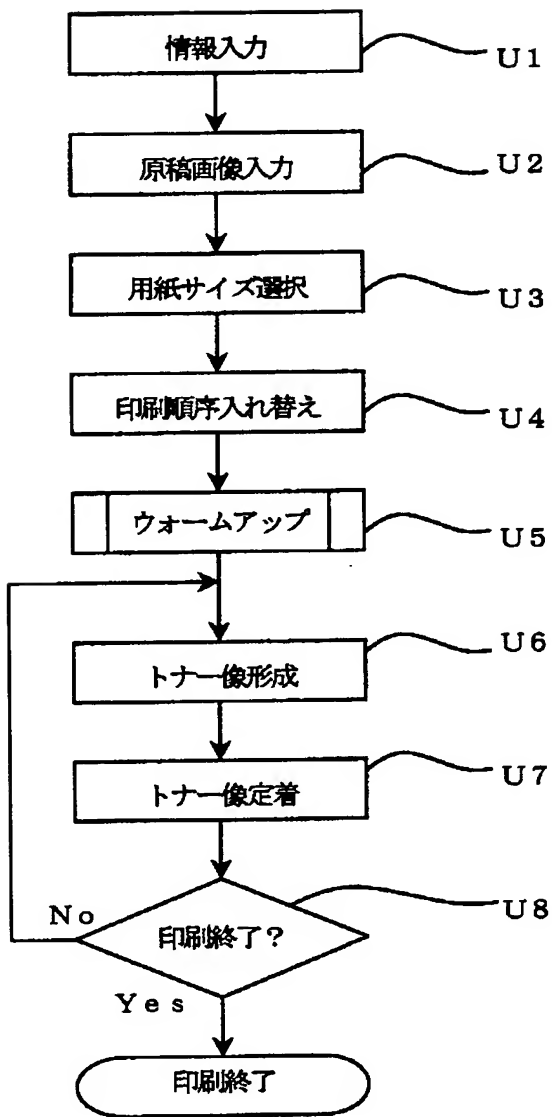 情報入力
U1
原稿画像入力
U2
用紙サイズ選択
U3
印刷順序入れ替え
U4
ウォームアップ
U5
トナー像形成
U6
トナー像定着
U7
印刷終了?
U8
No
Yes
印刷終了